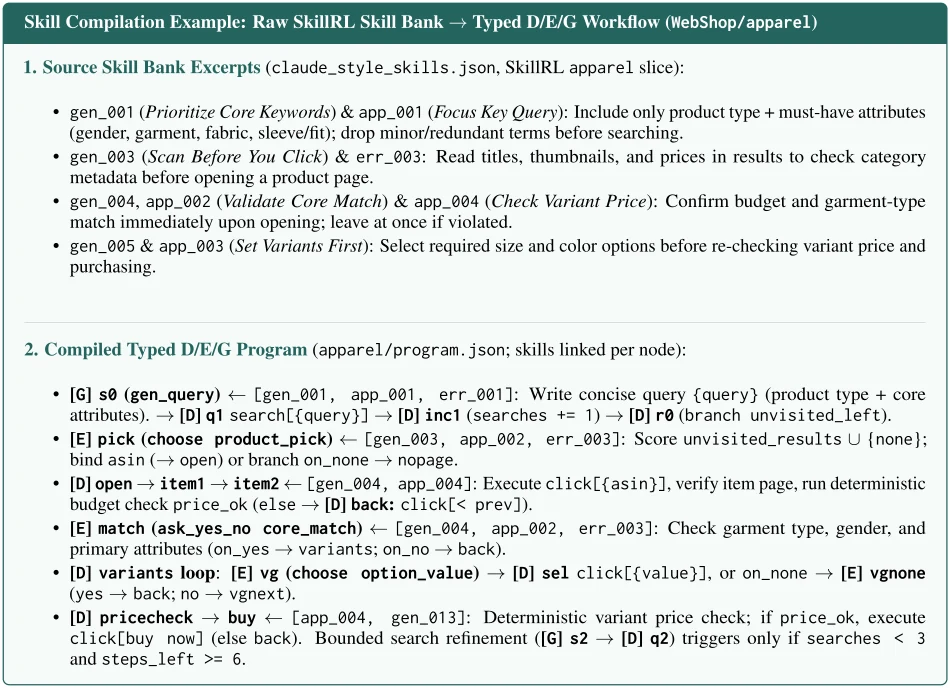 Skill Compilation Example: Raw SkillRL Skill Bank → Typed D/E/G Workflow (WebShop/apparel)
1. Source Skill Bank Excerpts (claude_style_skills.json, SkillRL apparel slice):
• gen_001 (Prioritize Core Keywords) & app_001 (Focus Key Query): Include only product type + must-have attributes
(gender, garment, fabric, sleeve/fit); drop minor/redundant terms before searching.
• gen_003 (Scan Before You Click) & err_003: Read titles, thumbnails, and prices in results to check category
metadata before opening a product page.
• gen_004, app_002 (Validate Core Match) & app_004 (Check Variant Price): Confirm budget and garment-type
match immediately upon opening; leave at once if violated.
• gen_005 & app_003 (Set Variants First): Select required size and color options before re-checking variant price and
purchasing.
2. Compiled Typed D/E/G Program (apparel/program.json; skills linked per node):
• [G] s0 (gen_query) ← [gen_001, app_001, err_001]: Write concise query {query} (product type + core
attributes). → [D] q1 search[{query}] → [D] inc1 (searches += 1) → [D] r0 (branch unvisited_left).
• [E] pick (choose product_pick) ← [gen_003, app_002, err_003]: Score unvisited_results ∪ {none};
bind asin (→ open) or branch on_none → nopage.
• [D] open → item1 → item2 ← [gen_004, app_004]: Execute click[{asin}], verify item page, run deterministic
budget check price_ok (else → [D] back: click[< prev]).
• [E] match (ask_yes_no core_match) ← [gen_004, app_002, err_003]: Check garment type, gender, and
primary attributes (on_yes → variants; on_no → back).
• [D] variants loop: [E] vg (choose option_value) → [D] sel click[{value}], or on_none → [E] vgnone
(yes → back; no → vgnext).
• [D] pricecheck → buy ← [app_004, gen_013]: Deterministic variant price check; if price_ok, execute
click[buy now] (else back). Bounded search refinement ([G] s2 → [D] q2) triggers only if searches < 3
and steps_left >= 6.